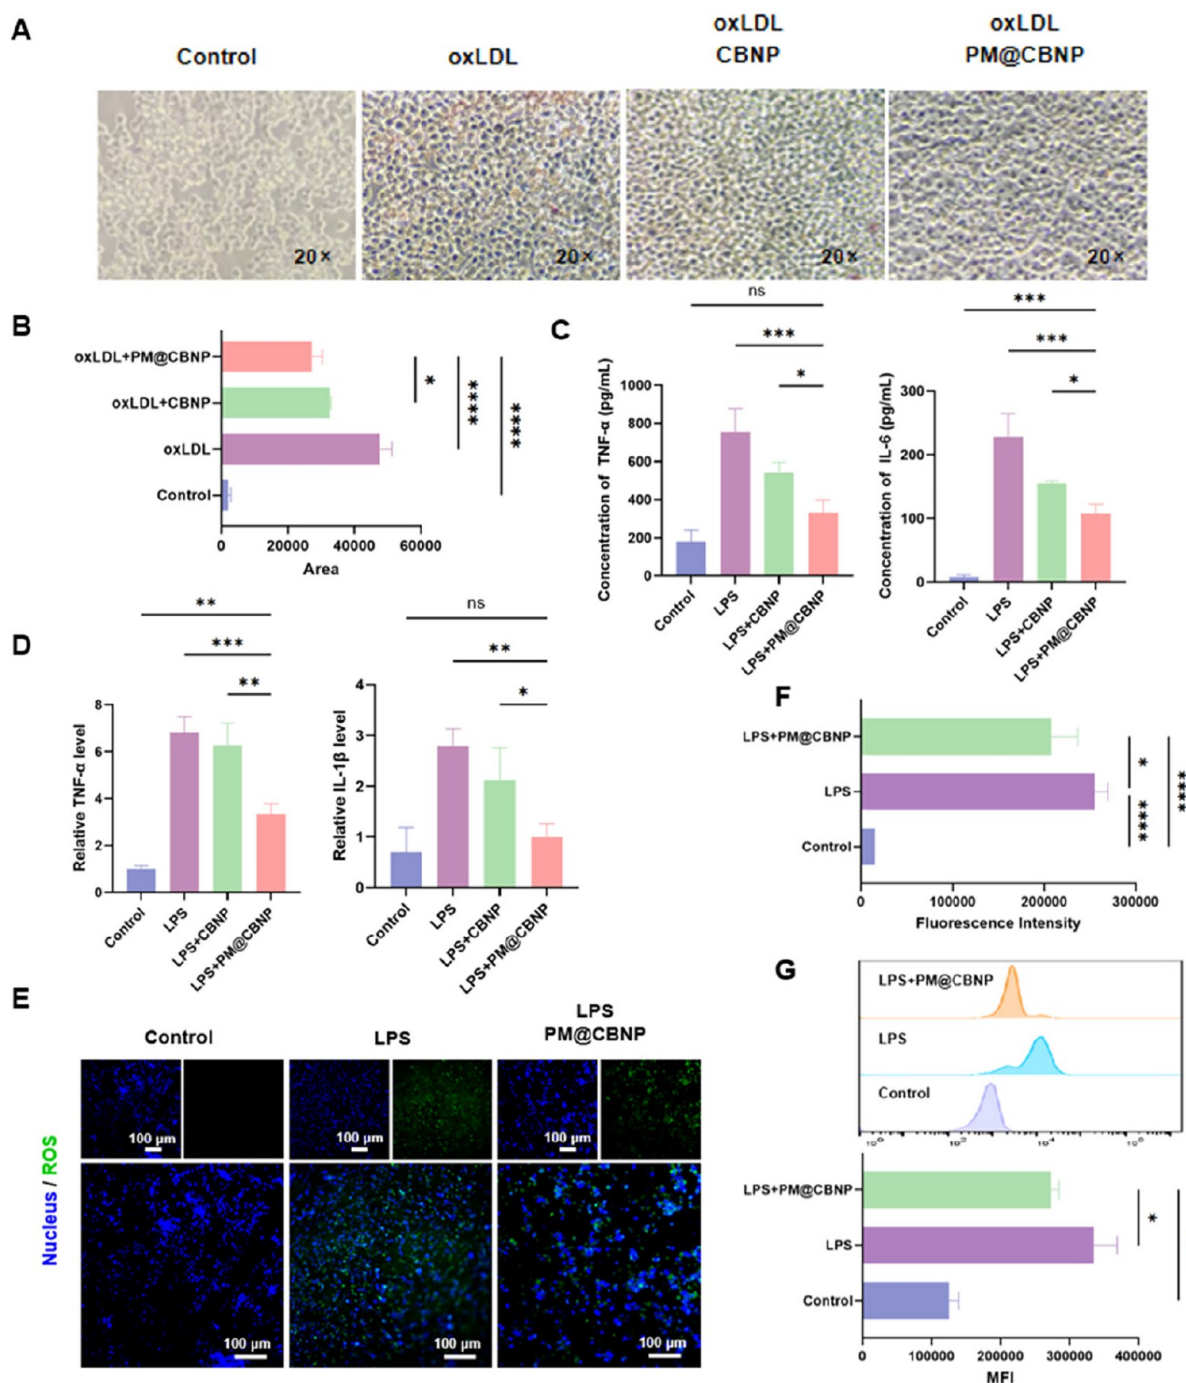 A
Control
oxLDL
oxLDL
CBNP
oxLDL
PM@CBNP
20×
20×
20×
20×
B
oxLDL+PM@CBNP
oxLDL+CBNP
oxLDL
Control
*
****
****
0
20000
40000
60000
Area
C
ns
***
*
Concentration of TNF-α (pg/mL)
1000
800
600
400
200
0
Control
LPS
LPS+CBNP
LPS+PM@CBNP
***
***
*
Concentration of IL-6 (pg/mL)
300
200
100
0
Control
LPS
LPS+CBNP
LPS+PM@CBNP
D
**
***
**
Relative TNF-α level
8
6
4
2
0
Control
LPS
LPS+CBNP
LPS+PM@CBNP
ns
**
*
Relative IL-1β level
4
3
2
1
0
Control
LPS
LPS+CBNP
LPS+PM@CBNP
E
Control
LPS
LPS
PM@CBNP
Nucleus / ROS
100 μm
100 μm
100 μm
100 μm
100 μm
100 μm
F
LPS+PM@CBNP
LPS
Control
*
****
****
0
100000
200000
300000
Fluorescence Intensity
G
LPS+PM@CBNP
LPS
Control
LPS+PM@CBNP
LPS
Control
*
0
100000
200000
300000
400000
MFI